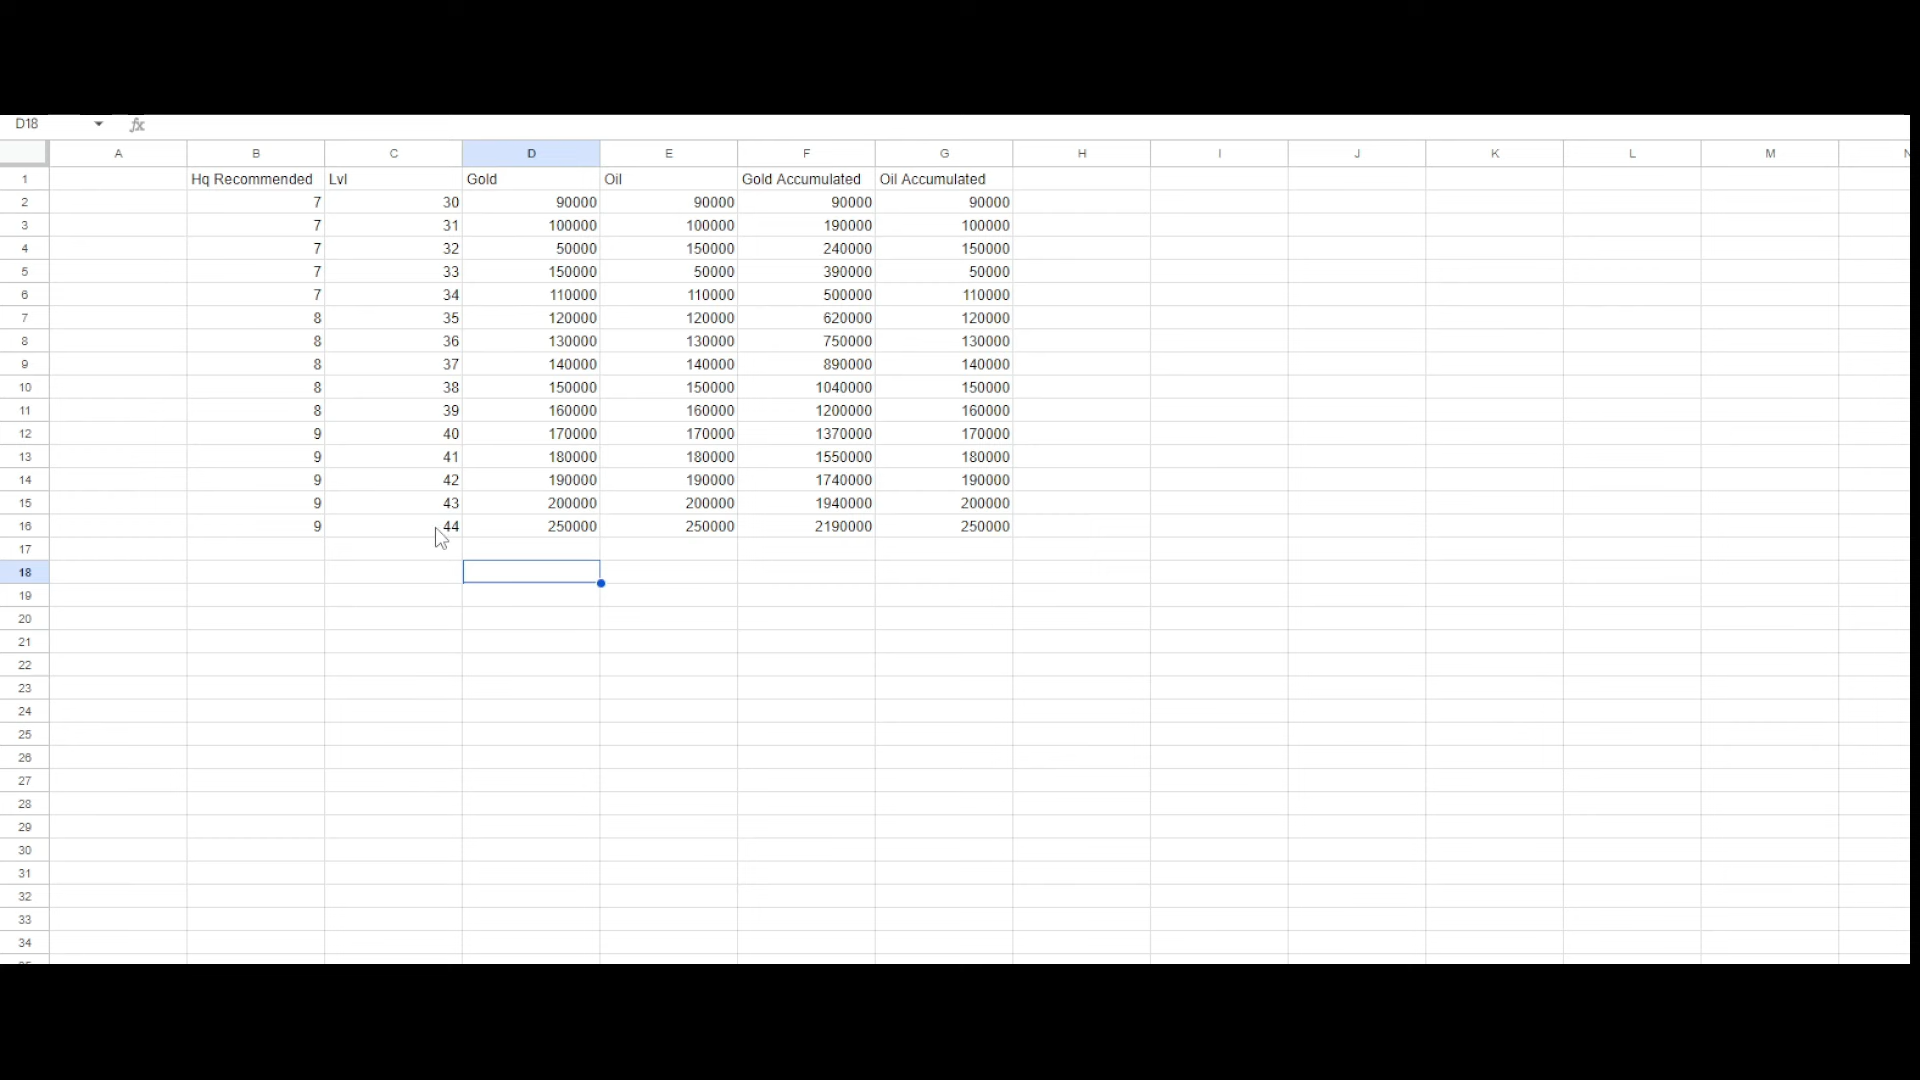 D18 fx
A B C D E F G H I J K L M N
1 Hq Recommended Lvl Gold Oil Gold Accumulated Oil Accumulated
2 7 30 90000 90000 90000 90000
3 7 31 100000 100000 190000 100000
4 7 32 50000 150000 240000 150000
5 7 33 150000 50000 390000 50000
6 7 34 110000 110000 500000 110000
7 8 35 120000 120000 620000 120000
8 8 36 130000 130000 750000 130000
9 8 37 140000 140000 890000 140000
10 8 38 150000 150000 1040000 150000
11 8 39 160000 160000 1200000 160000
12 9 40 170000 170000 1370000 170000
13 9 41 180000 180000 1550000 180000
14 9 42 190000 190000 1740000 190000
15 9 43 200000 200000 1940000 200000
16 9 44 250000 250000 2190000 250000
17
18
19
20
21
22
23
24
25
26
27
28
29
30
31
32
33
34